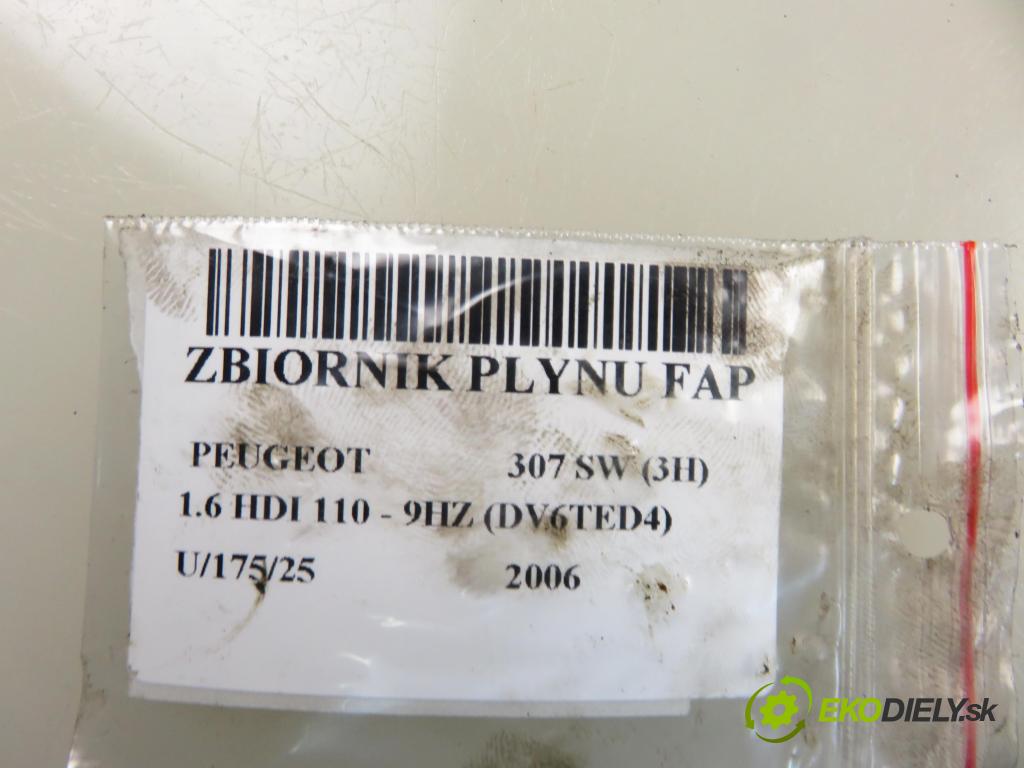 ZBIORNIK PLYNU FAP
PEUGEOT 307 SW (3H)
1.6 HDI 110 - 9HZ (DV6TED4)
U/175/25 2006
EKODIELY.sk